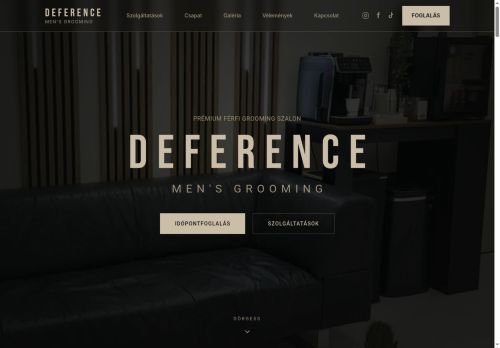 DEFERENCE
MEN'S GROOMING
Szolgáltatások
Csapat
Galéria
Vélemények
Kapcsolat
FOGLALÁS
PRÉMIUM FÉRFI GROOMING SZALON
DEFERENCE
MEN'S GROOMING
IDŐPONTFOGLALÁS
SZOLGÁLTATÁSOK
GÖRGESS